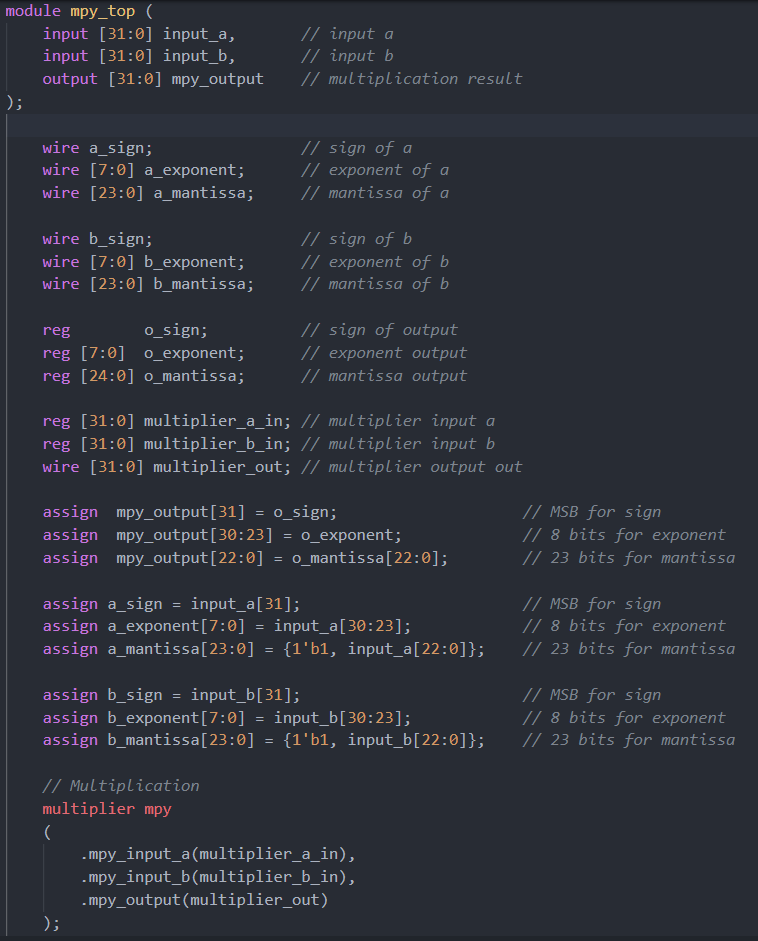 module mpy_top (
input [31:0] input_a, // input a
input [31:0] input_b, // input b
output [31:0] mpy_output // multiplication result
);
wire a_sign; // sign of a
wire [7:0] a_exponent; // exponent of a
wire [23:0] a_mantissa; // mantissa of a
wire b_sign; // sign of b
wire [7:0] b_exponent; // exponent of b
wire [23:0] b_mantissa; // mantissa of b
reg o_sign; // sign of output
reg [7:0] o_exponent; // exponent output
reg [24:0] o_mantissa; // mantissa output
reg [31:0] multiplier_a_in; // multiplier input a
reg [31:0] multiplier_b_in; // multiplier input b
wire [31:0] multiplier_out; // multiplier output out
assign mpy_output[31] = o_sign; // MSB for sign
assign mpy_output[30:23] = o_exponent; // 8 bits for exponent
assign mpy_output[22:0] = o_mantissa[22:0]; // 23 bits for mantissa
assign a_sign = input_a[31]; // MSB for sign
assign a_exponent[7:0] = input_a[30:23]; // 8 bits for exponent
assign a_mantissa[23:0] = {1'b1, input_a[22:0]}; // 23 bits for mantissa
assign b_sign = input_b[31]; // MSB for sign
assign b_exponent[7:0] = input_b[30:23]; // 8 bits for exponent
assign b_mantissa[23:0] = {1'b1, input_b[22:0]}; // 23 bits for mantissa
// Multiplication
multiplier mpy
(
.mpy_input_a(multiplier_a_in),
.mpy_input_b(multiplier_b_in),
.mpy_output(multiplier_out)
);